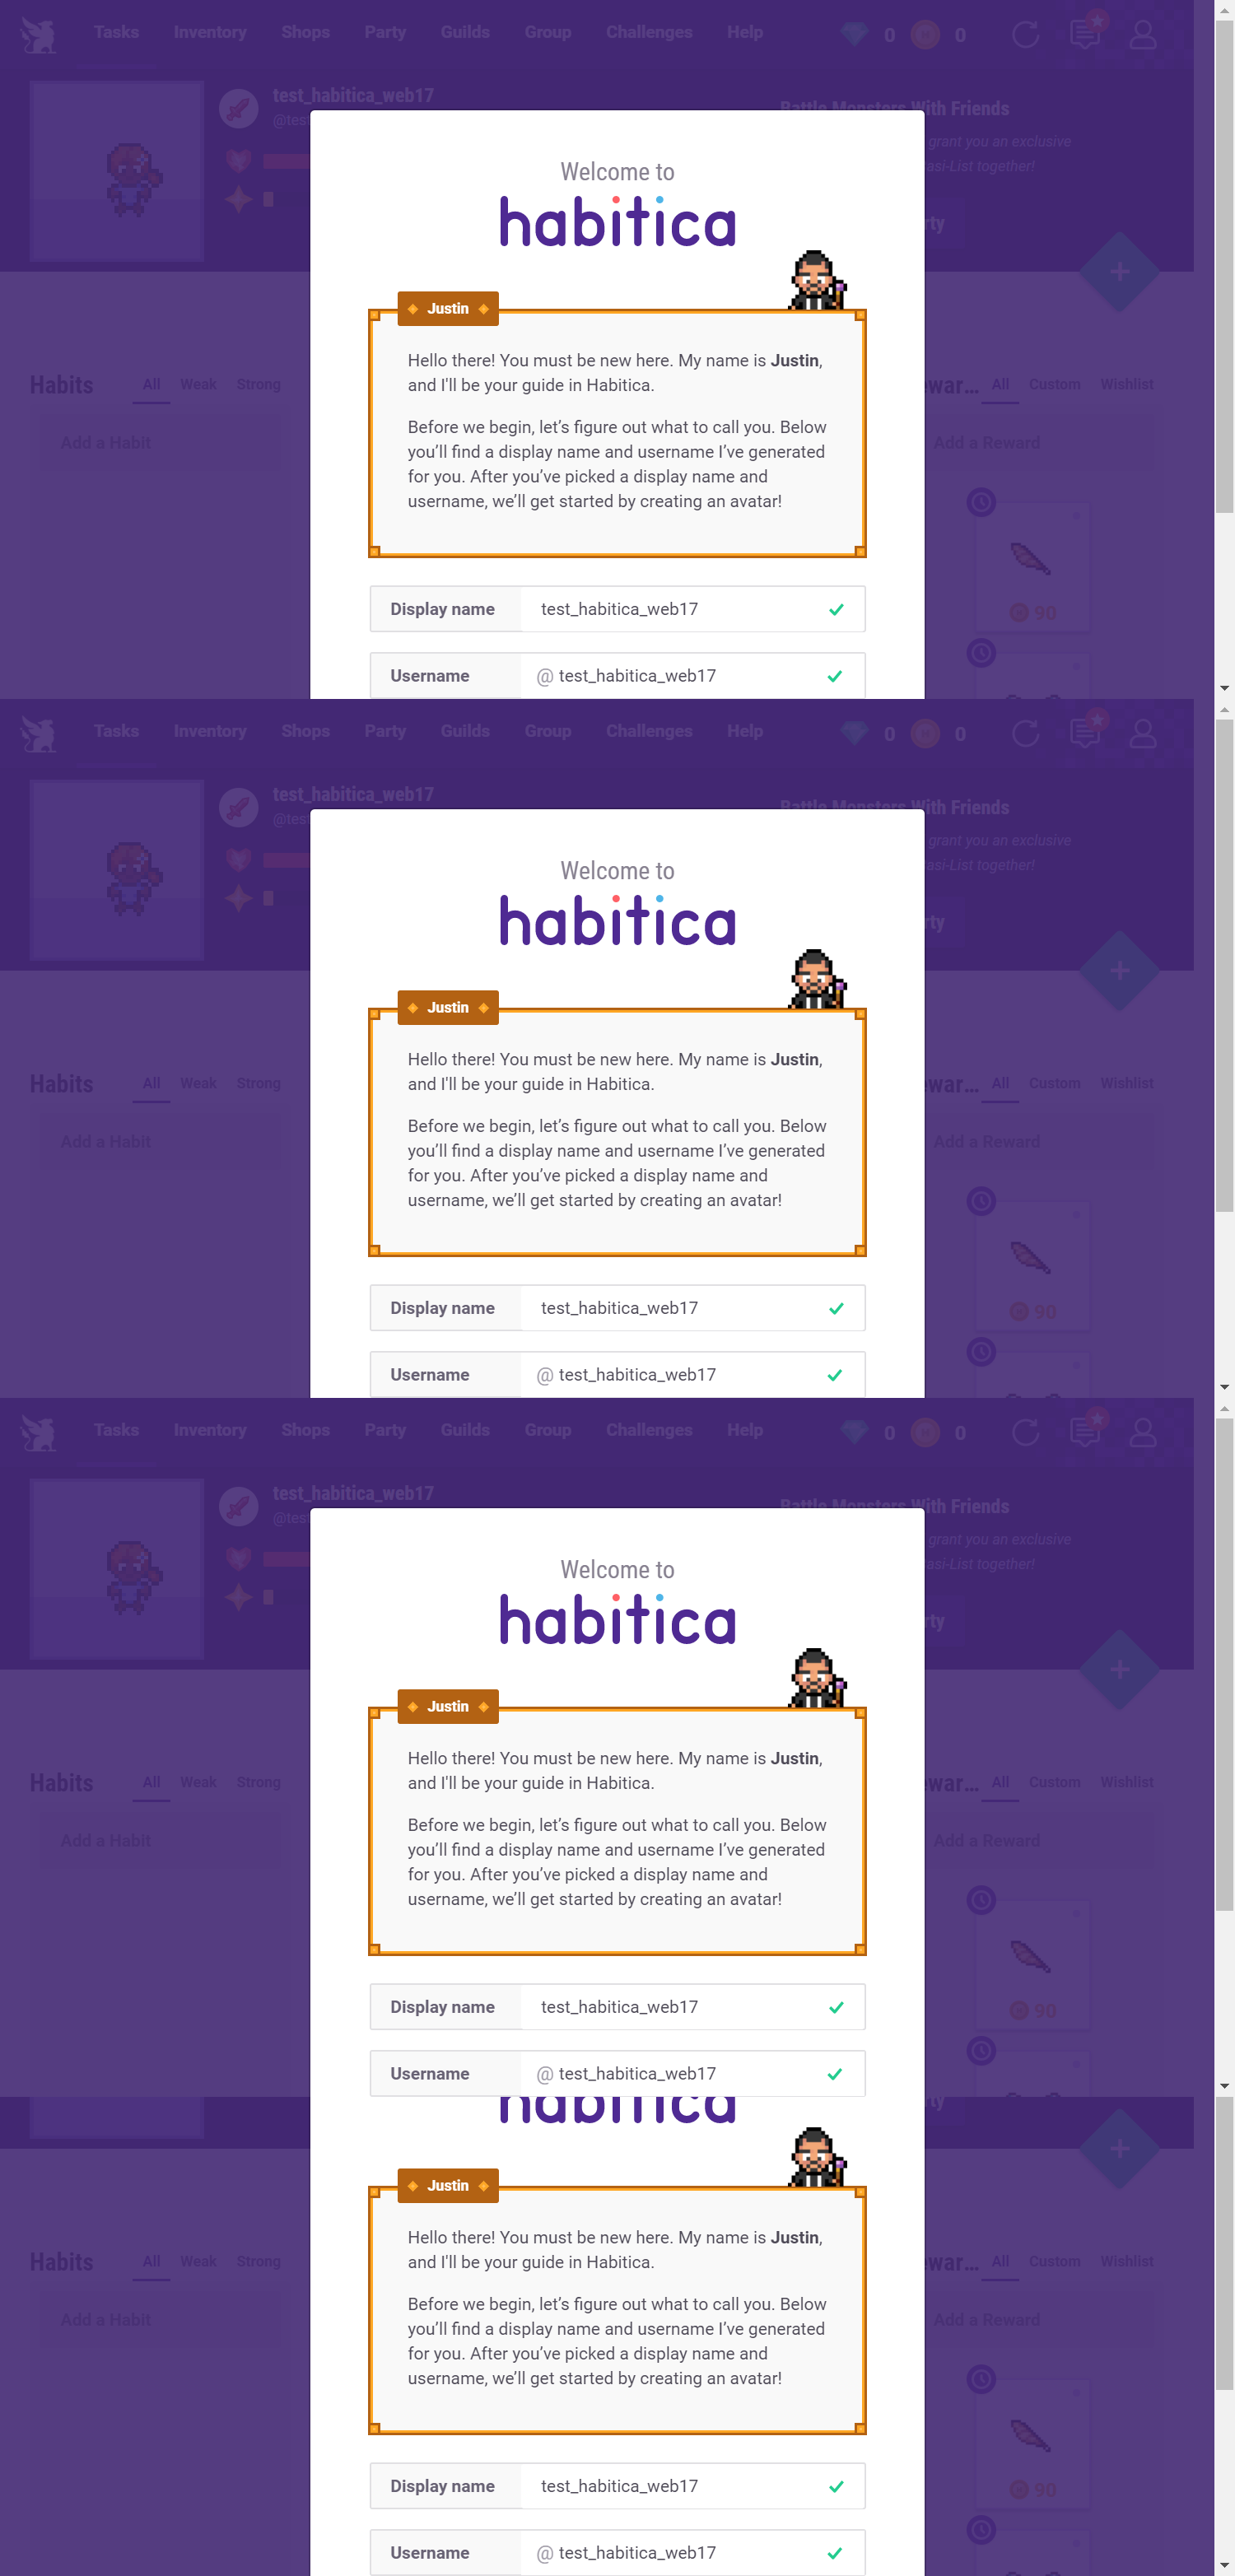 Tasks Inventory Shops Party Guilds Group Challenges Help 0 0
test_habitica_web17
@tes
Battle Monsters With Friends
grant you an exclusive
asi-List together!
rty
Welcome to
habitica
Justin
Hello there! You must be new here. My name is Justin,
and I'll be your guide in Habitica.
Before we begin, let’s figure out what to call you. Below
you’ll find a display name and username I’ve generated
for you. After you’ve picked a display name and
username, we’ll get started by creating an avatar!
Habits All Weak Strong
Add a Habit
ewar... All Custom Wishlist
Add a Reward
90
Display name test_habitica_web17
Username @ test_habitica_web17
Tasks Inventory Shops Party Guilds Group Challenges Help 0 0
test_habitica_web17
@tes
Battle Monsters With Friends
grant you an exclusive
asi-List together!
rty
Welcome to
habitica
Justin
Hello there! You must be new here. My name is Justin,
and I'll be your guide in Habitica.
Before we begin, let’s figure out what to call you. Below
you’ll find a display name and username I’ve generated
for you. After you’ve picked a display name and
username, we’ll get started by creating an avatar!
Habits All Weak Strong
Add a Habit
ewar... All Custom Wishlist
Add a Reward
90
Display name test_habitica_web17
Username @ test_habitica_web17
Tasks Inventory Shops Party Guilds Group Challenges Help 0 0
test_habitica_web17
@tes
Battle Monsters With Friends
grant you an exclusive
asi-List together!
rty
Welcome to
habitica
Justin
Hello there! You must be new here. My name is Justin,
and I'll be your guide in Habitica.
Before we begin, let’s figure out what to call you. Below
you’ll find a display name and username I’ve generated
for you. After you’ve picked a display name and
username, we’ll get started by creating an avatar!
Habits All Weak Strong
Add a Habit
ewar... All Custom Wishlist
Add a Reward
90
Display name test_habitica_web17
Username @ test_habitica_web17
habitica
rty
Justin
Hello there! You must be new here. My name is Justin,
and I'll be your guide in Habitica.
Before we begin, let’s figure out what to call you. Below
you’ll find a display name and username I’ve generated
for you. After you’ve picked a display name and
username, we’ll get started by creating an avatar!
Habits All Weak Strong
Add a Habit
ewar... All Custom Wishlist
Add a Reward
90
Display name test_habitica_web17
Username @ test_habitica_web17